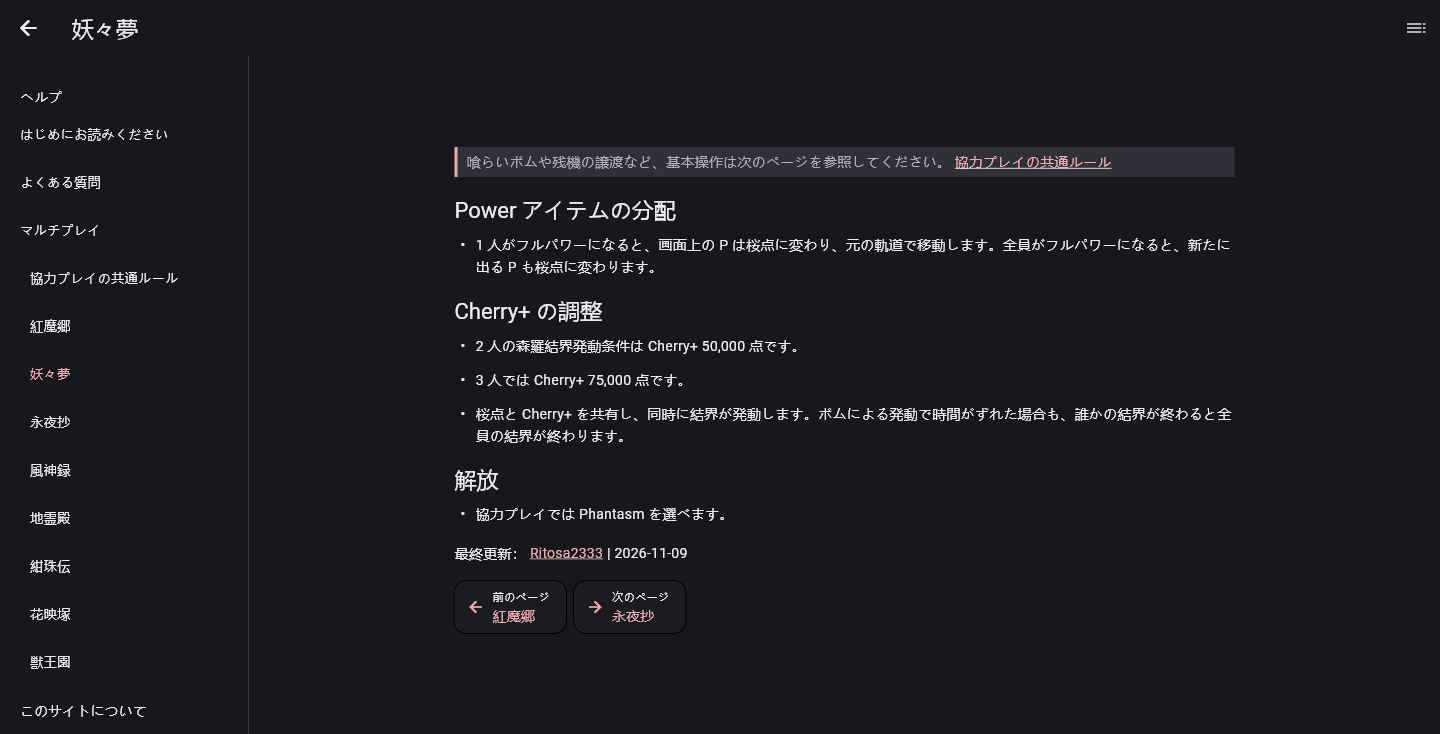 妖々夢
ヘルプ
はじめにお読みください
よくある質問
マルチプレイ
協力プレイの共通ルール
紅魔郷
妖々夢
永夜抄
風神録
地霊殿
紺珠伝
花映塚
獣王園
このサイトについて
喰らいボムや残機の譲渡など、基本操作は次のページを参照してください。 協力プレイの共通ルール
Power アイテムの分配
• 1 人がフルパワーになると、画面上の P は桜点に変わり、元の軌道で移動します。全員がフルパワーになると、新たに
出る P も桜点に変わります。
Cherry+ の調整
• 2 人の森羅結界発動条件は Cherry+ 50,000 点です。
• 3 人では Cherry+ 75,000 点です。
• 桜点と Cherry+ を共有し、同時に結界が発動します。ボムによる発動で時間がずれた場合も、誰かの結界が終わると全
員の結界が終わります。
解放
• 協力プレイでは Phantasm を選べます。
最終更新： Ritosa2333 | 2026-11-09
前のページ
紅魔郷
次のページ
永夜抄